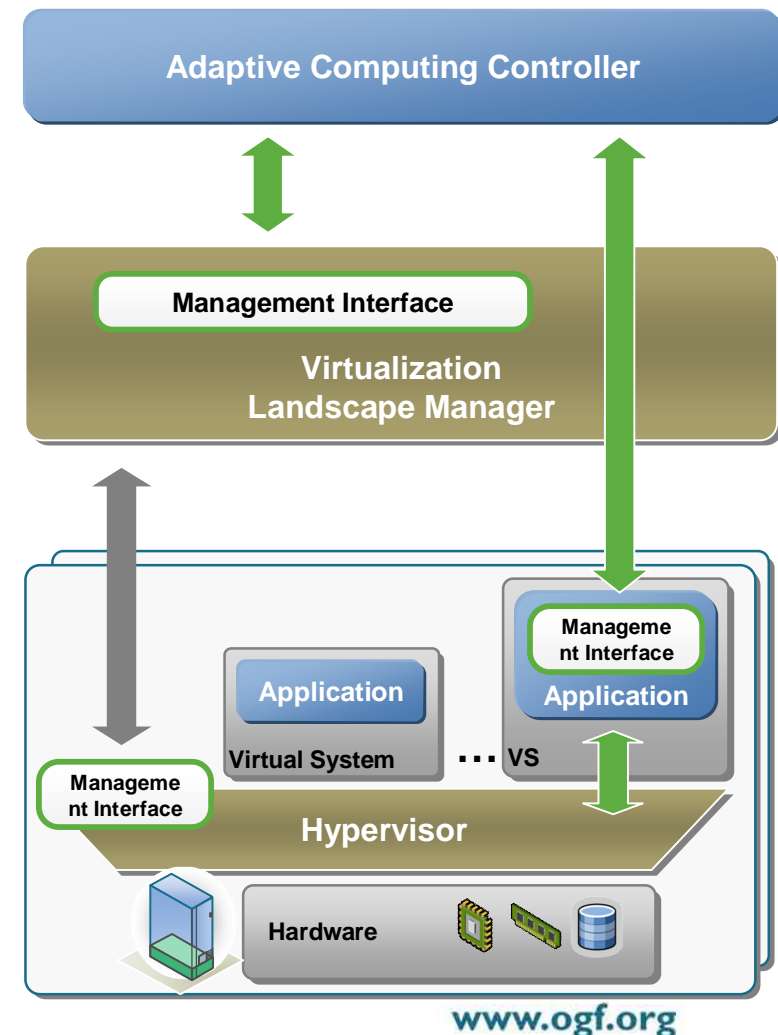 Adaptive Computing Controller
Management Interface
Virtualization
Landscape Manager
Manageme
nt Interface
Application
Application
Virtual System
... VS
Manageme
nt Interface
Hypervisor
Hardware
www.ogf.org